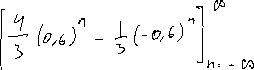 [4/3 (0,6)^n - 1/3 (-0,6)^n]_{n=-∞}^{∞}